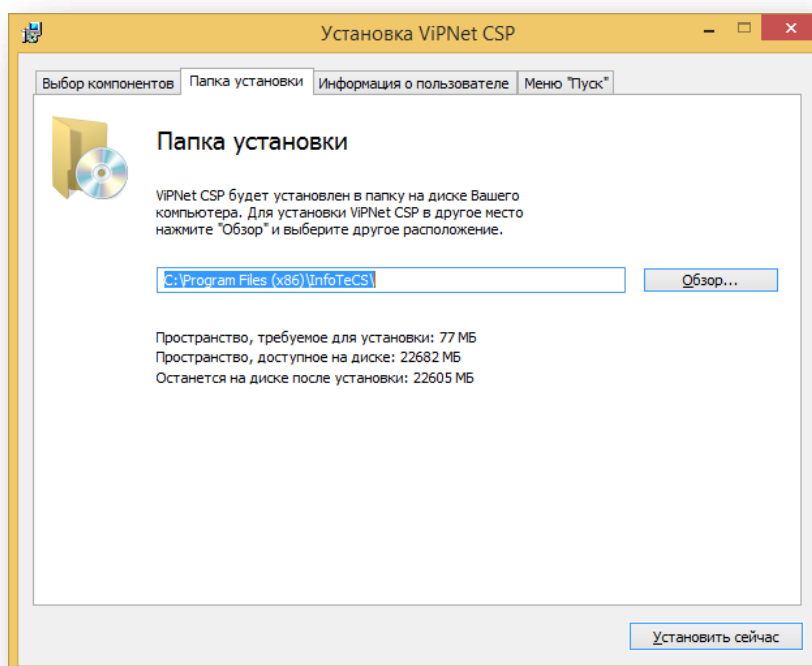 Установка ViPNet CSP
Выбор компонентов
Папка установки
Информация о пользователе
Меню "Пуск"
Папка установки
ViPNet CSP будет установлен в папку на диске Вашего
компьютера. Для установки ViPNet CSP в другое место
нажмите "Обзор" и выберите другое расположение.
C:\Program Files (x86)\InfoTeCS\
Обзор...
Пространство, требуемое для установки: 77 МБ
Пространство, доступное на диске: 22682 МБ
Останется на диске после установки: 22605 МБ
Установить сейчас